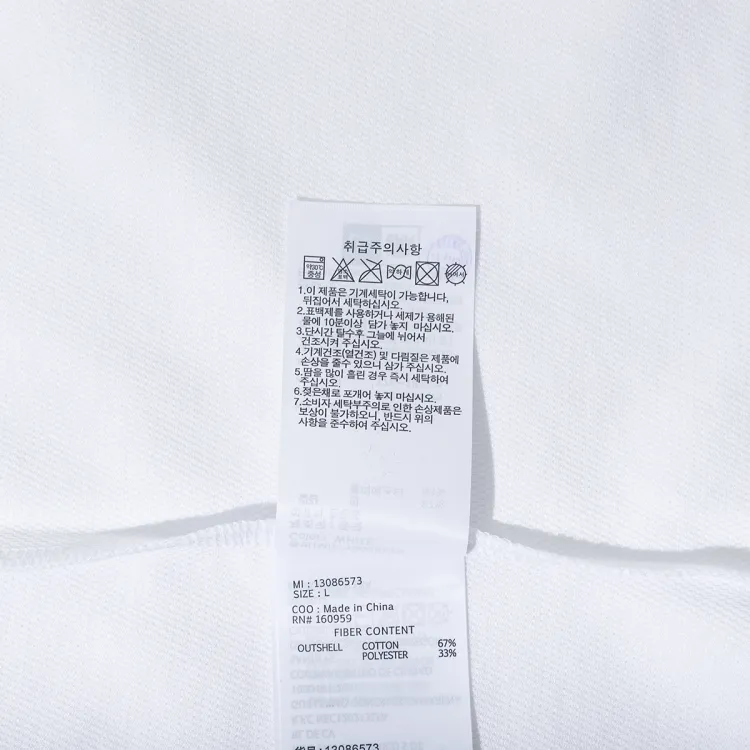 취급주의사항
약30℃
중성
1.이 제품은 기계세탁이 가능합니다,
뒤집어서 세탁하십시오.
2.표백제를 사용하거나 세제가 용해된
물에 10분이상 담가 놓지 마십시오.
3.단시간 탈수후 그늘에 뉘어서
건조시켜 주십시오.
4.기계건조(열건조) 및 다림질은 제품에
손상을 줄수 있으니 삼가 주십시오.
5.땀을 많이 흘린 경우 즉시 세탁하여
주십시오.
6.젖은채로 포개어 놓지 마십시오.
7.소비자 세탁부주의로 인한 손상제품은
보상이 불가하오니, 반드시 위의
사항을 준수하여 주십시오.
MI : 13086573
SIZE : L
COO : Made in China
RN# 160959
FIBER CONTENT
OUTSHELL COTTON 67%
POLYESTER 33%
货号: 13086573